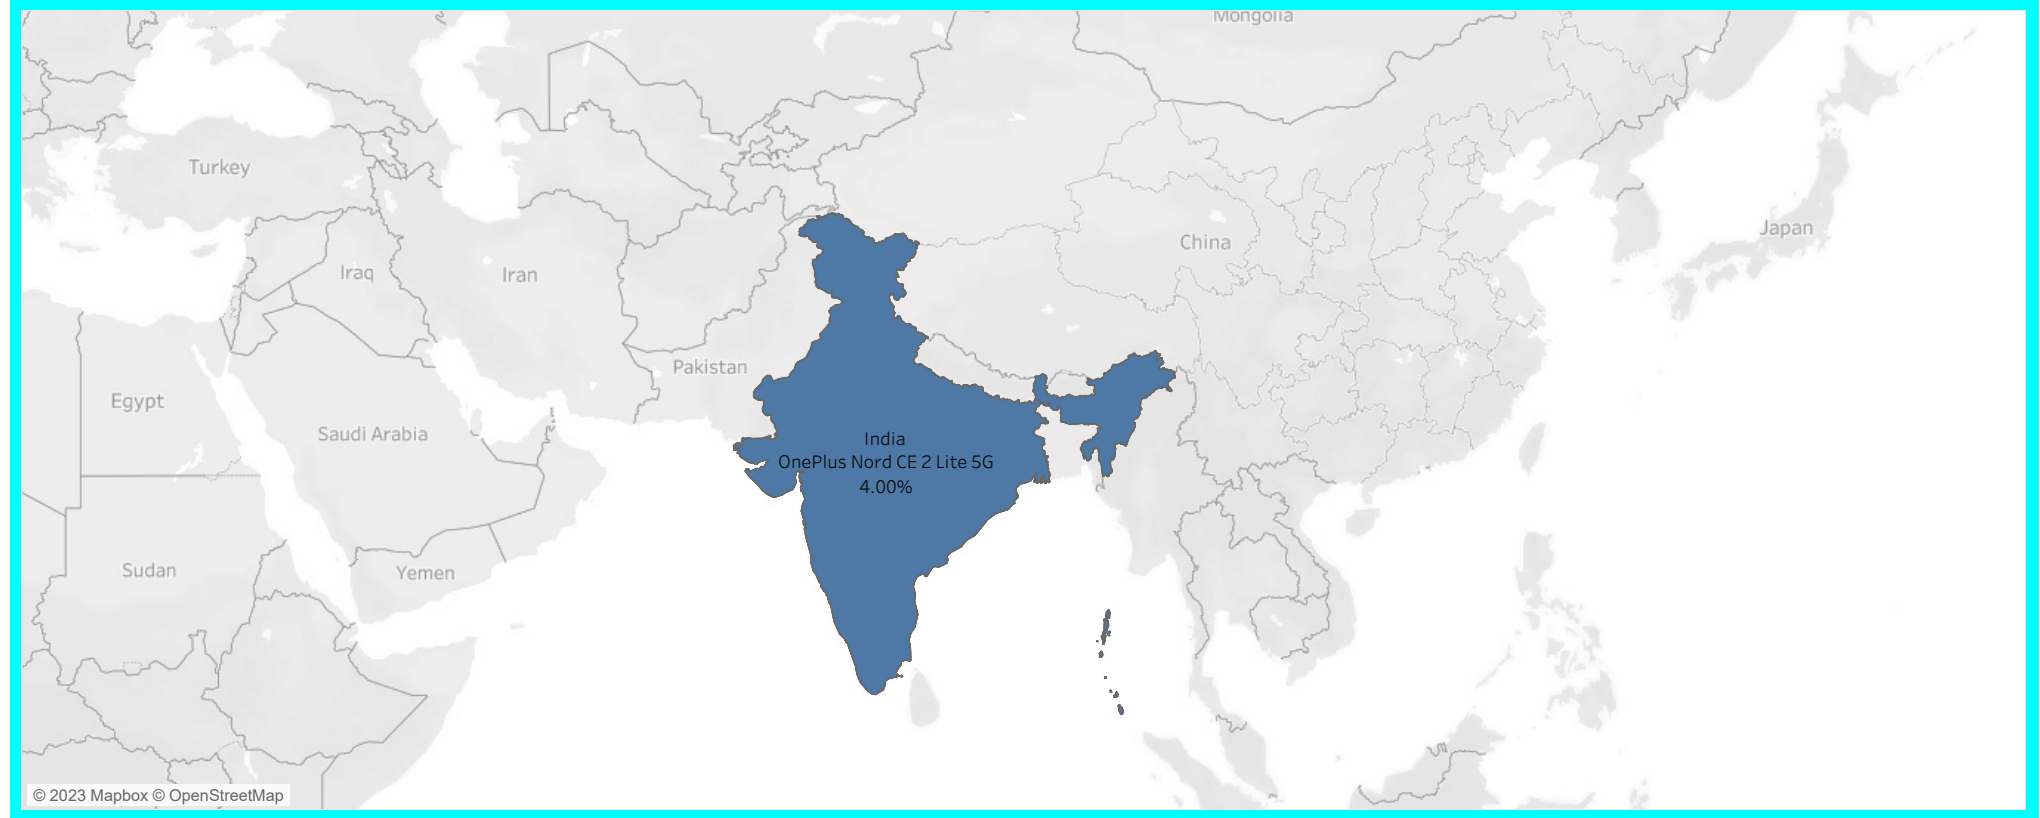 Mongolia
Turkey
Japan
China
Iraq
Iran
Pakistan
Egypt
Saudi Arabia
India
OnePlus Nord CE 2 Lite 5G
4.00%
Sudan
Yemen
© 2023 Mapbox © OpenStreetMap